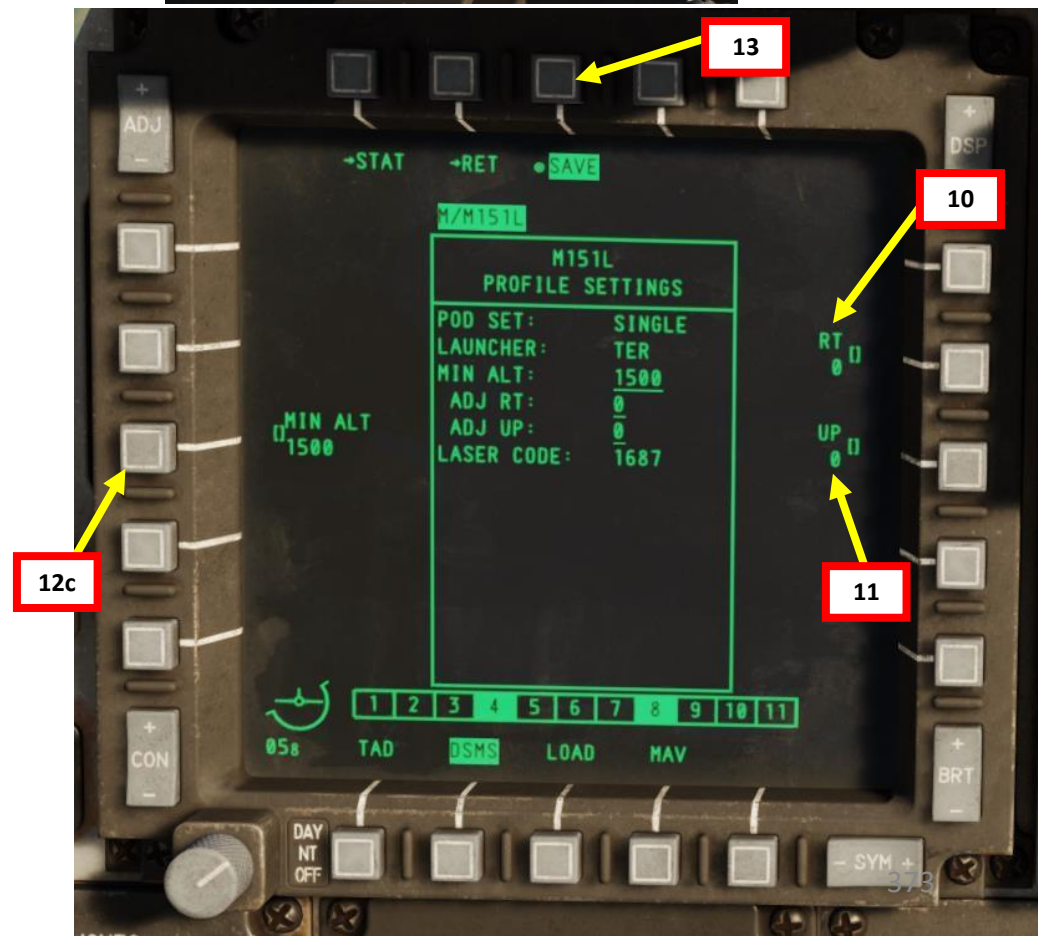 13
+
ADJ
-
+
DSP
→STAT →RET ●SAVE
10
M/M151L
M151L
PROFILE SETTINGS
POD SET: SINGLE
LAUNCHER: TER
MIN ALT: 1500
ADJ RT: 0
ADJ UP: 0
LASER CODE: 1687
RT
0
UP
0
MIN ALT
1500
12c
11
1 2 3 4 5 6 7 8 9 10 11
058 TAD DSMS LOAD MAV
+
CON
-
+
BRT
-
DAY
NT
OFF
- SYM +
373